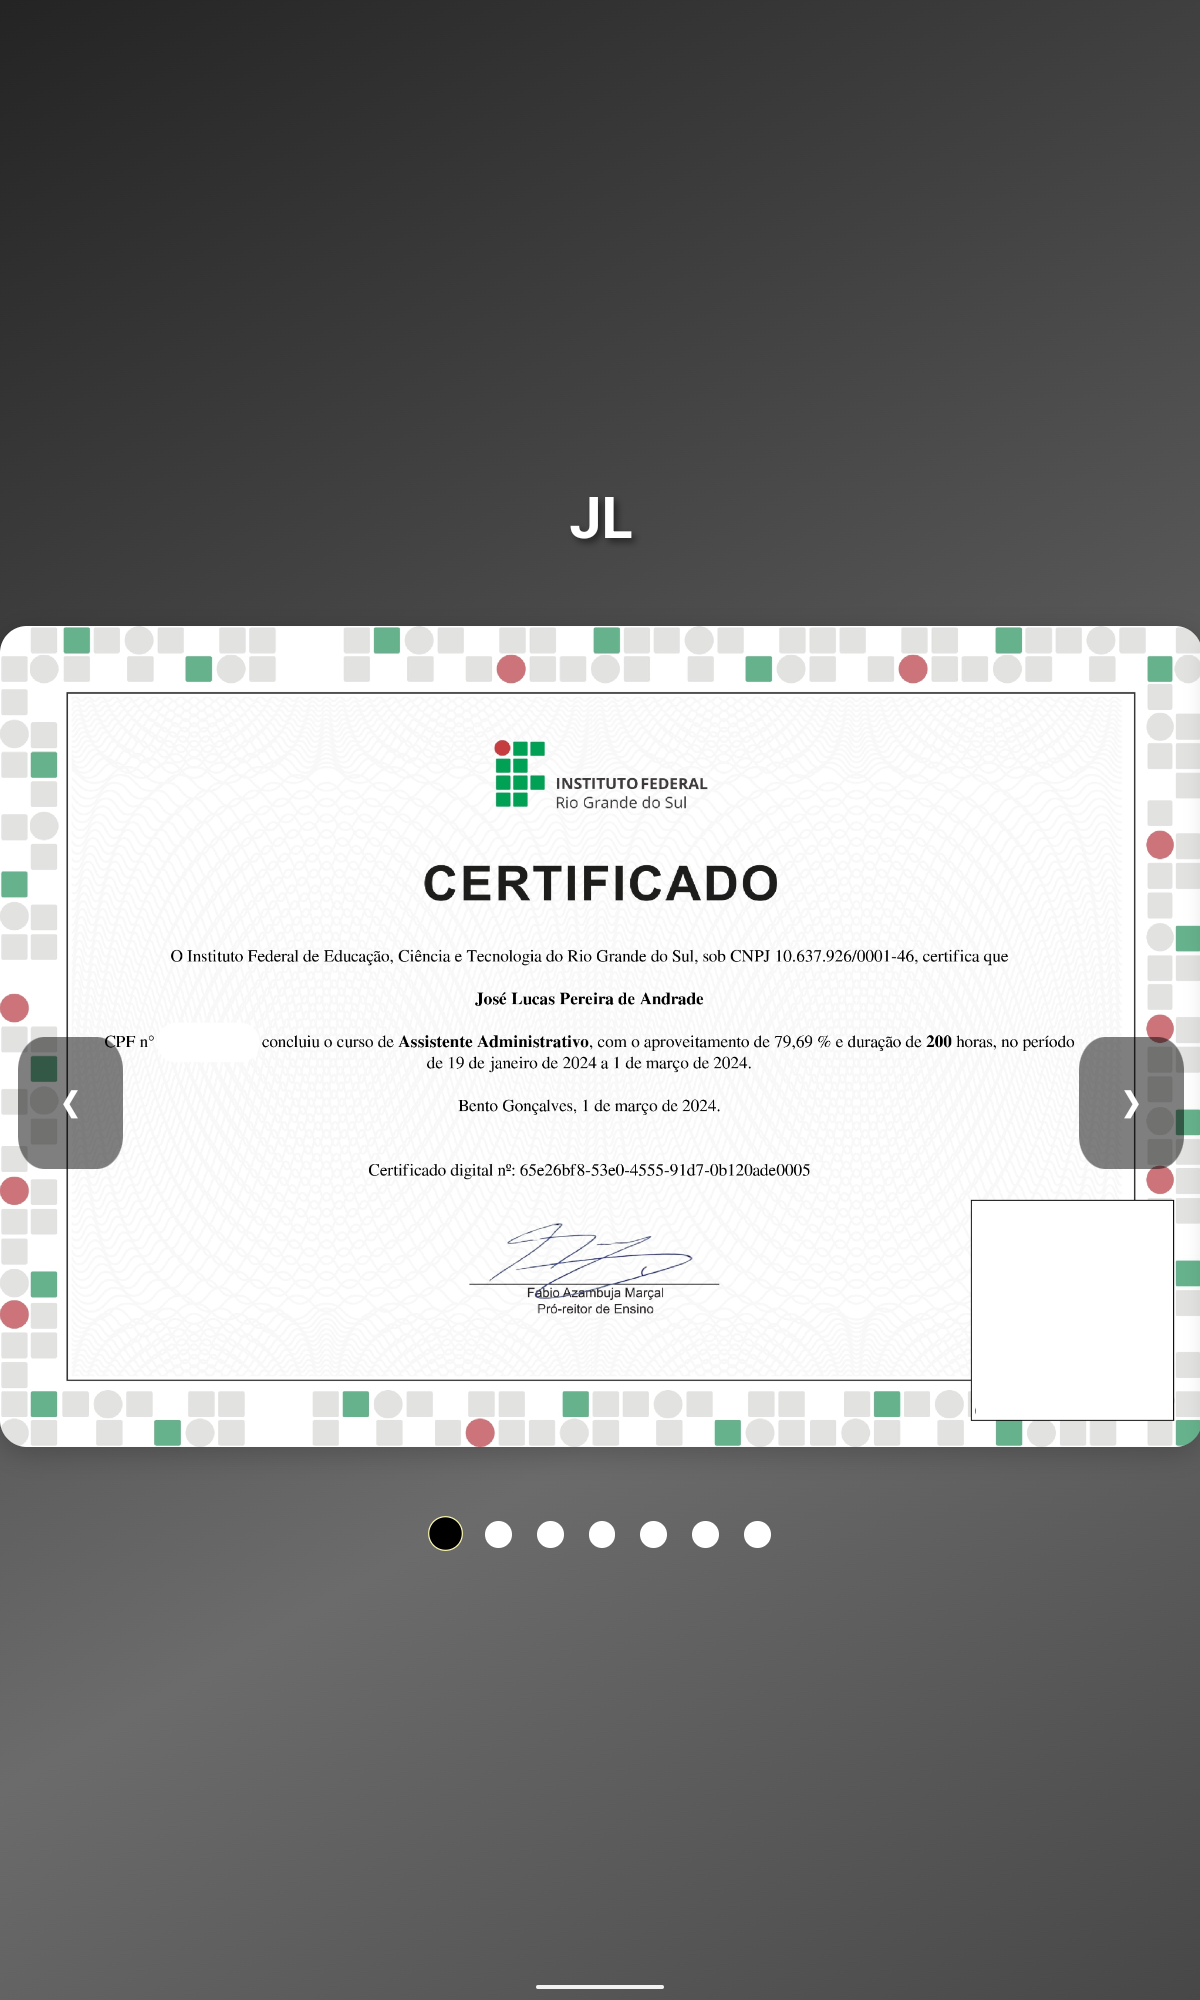 JL
INSTITUTO FEDERAL
Rio Grande do Sul
CERTIFICADO
O Instituto Federal de Educação, Ciência e Tecnologia do Rio Grande do Sul, sob CNPJ 10.637.926/0001-46, certifica que
José Lucas Pereira de Andrade
CPF n° concluiu o curso de Assistente Administrativo, com o aproveitamento de 79,69 % e duração de 200 horas, no período
de 19 de janeiro de 2024 a 1 de março de 2024.
Bento Gonçalves, 1 de março de 2024.
Certificado digital nº: 65e26bf8-53e0-4555-91d7-0b120ade0005
Fábio Azambuja Marçal
Pró-reitor de Ensino